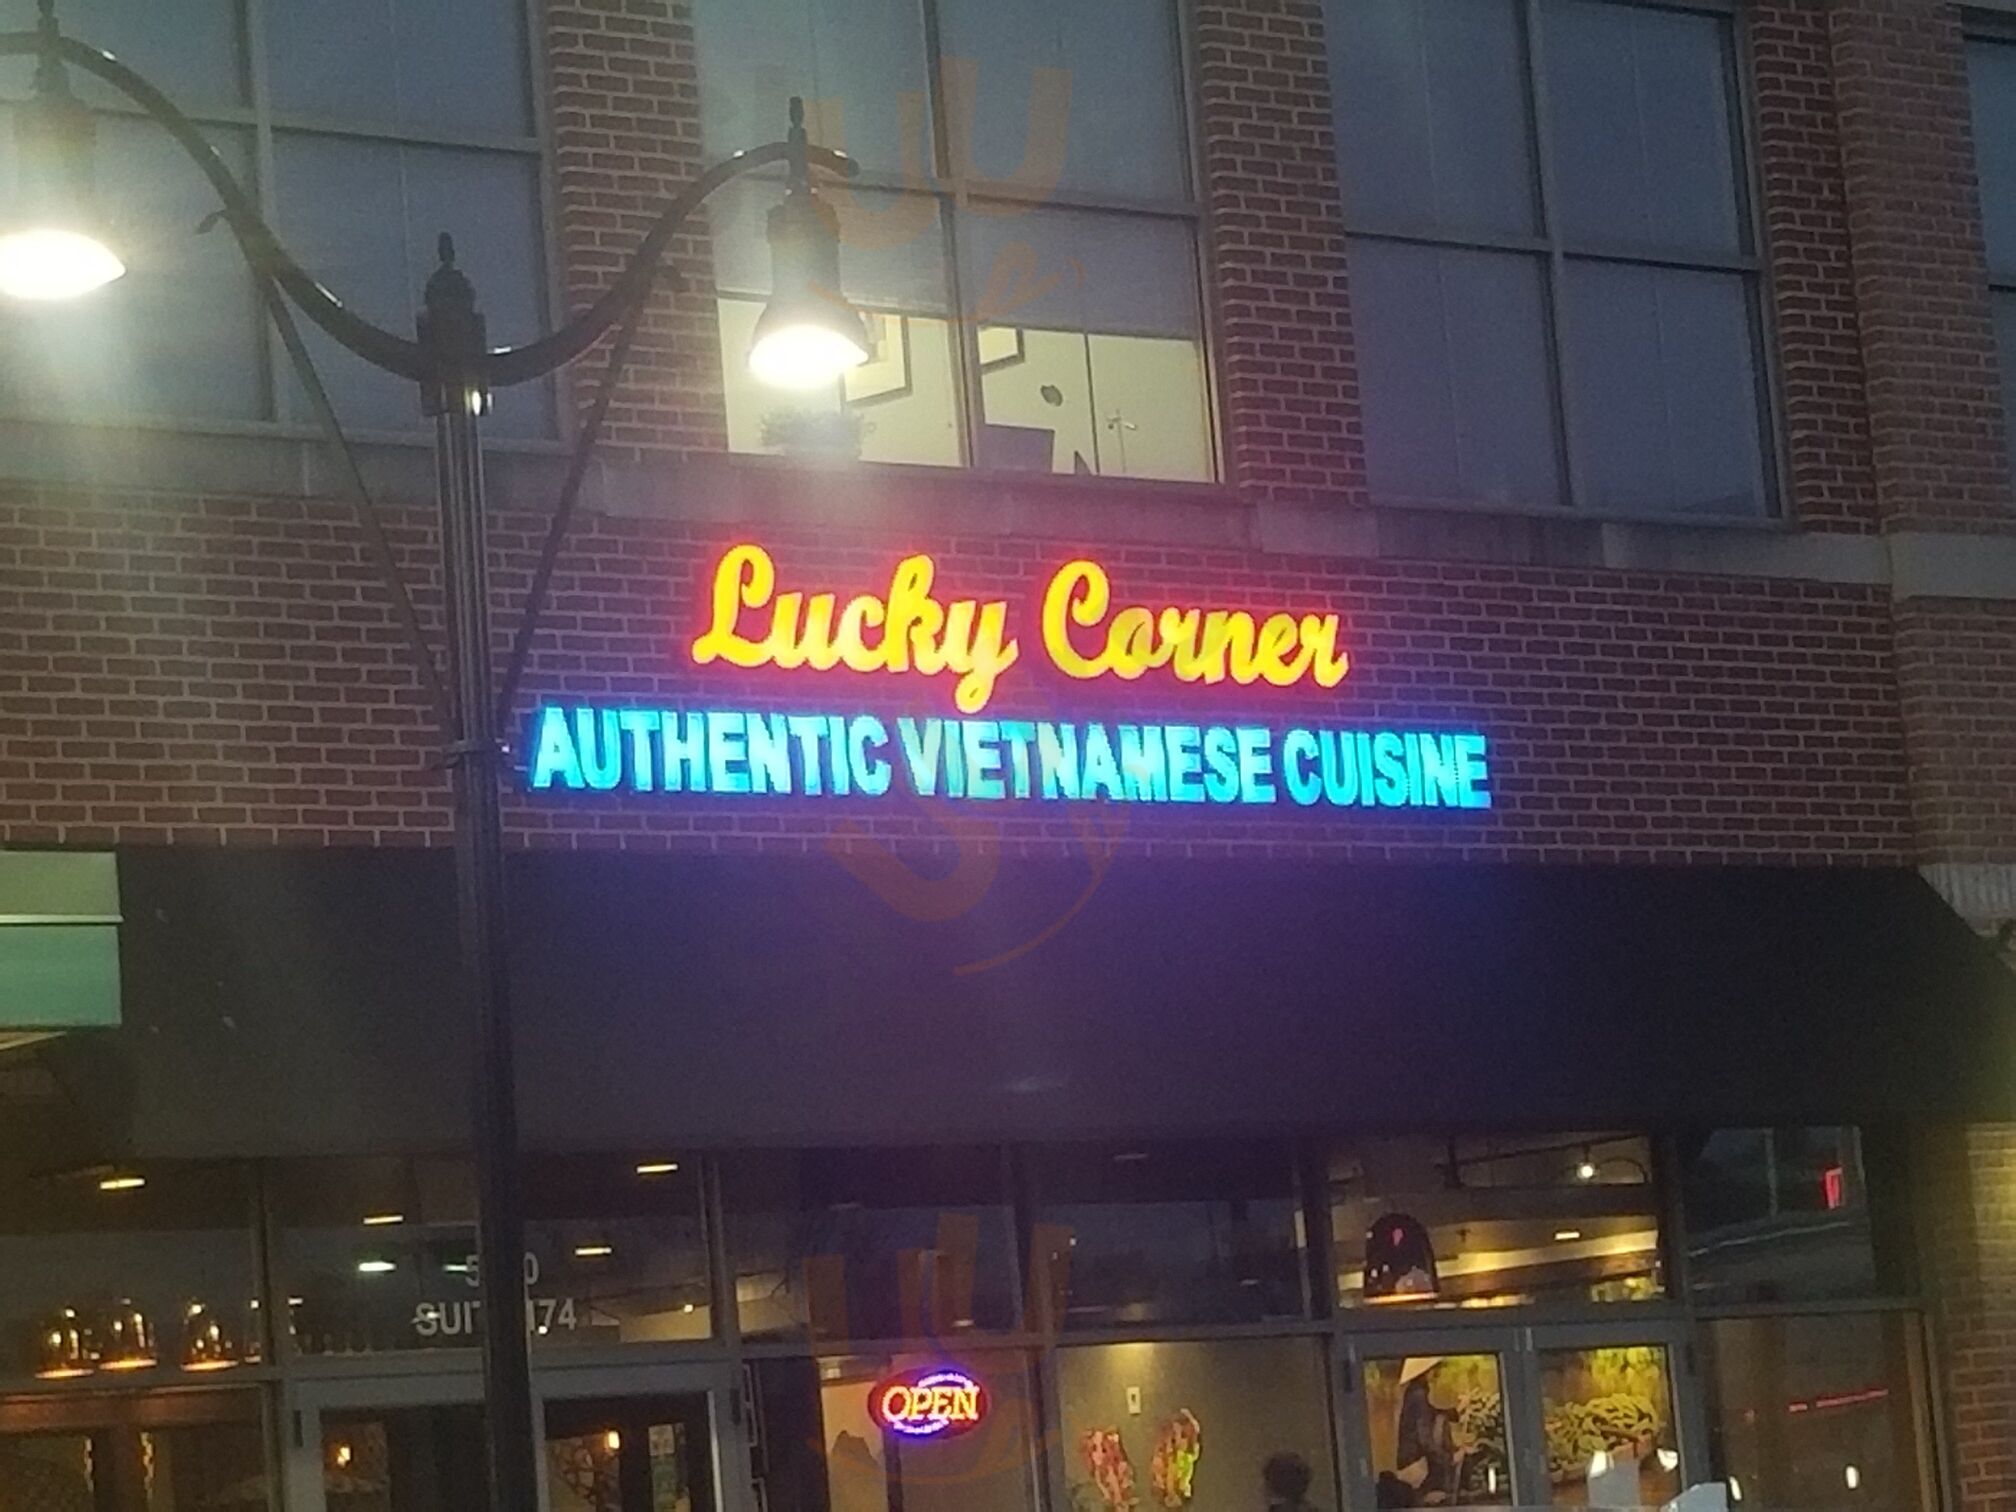 Lucky Corner
AUTHENTIC VIETNAMESE CUISINE
OPEN